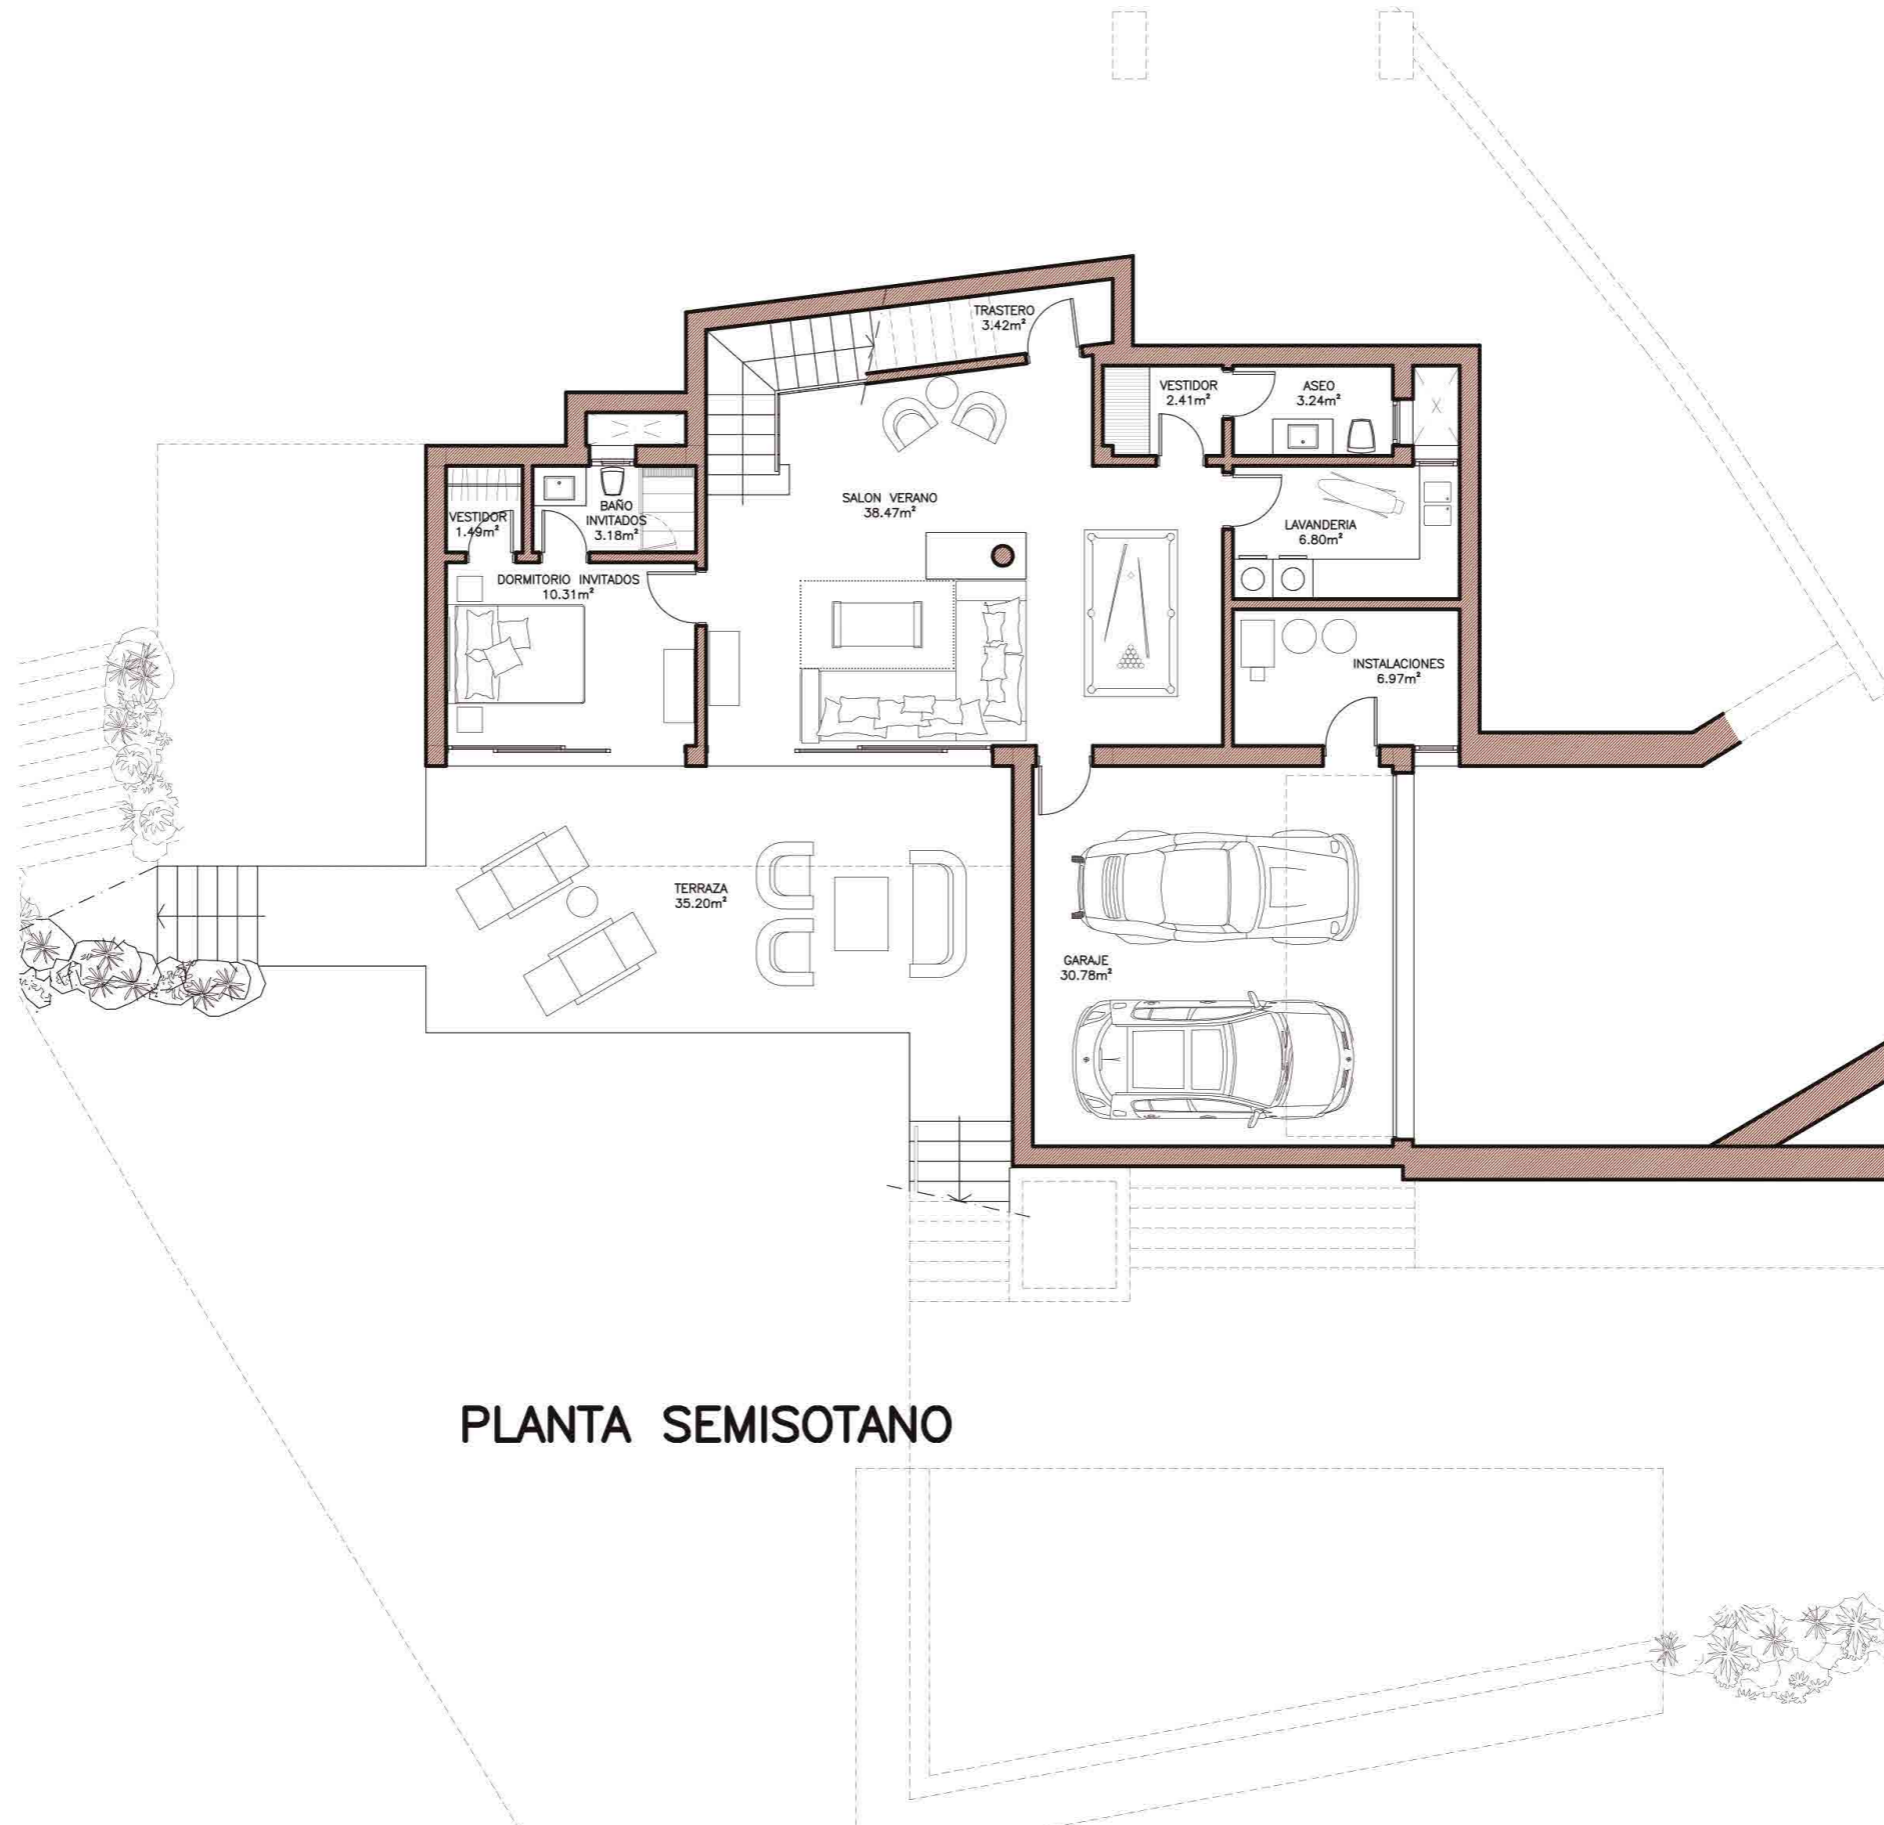 TRASTERO
3.42m²
VESTIDOR
2.41m²
ASEO
3.24m²
SALON VERANO
38.47m²
BAÑO
INVITADOS
3.18m²
VESTIDOR
1.49m²
LAVANDERIA
6.80m²
DORMITORIO INVITADOS
10.31m²
INSTALACIONES
6.97m²
TERRAZA
35.20m²
GARAJE
30.78m²
PLANTA SEMISOTANO